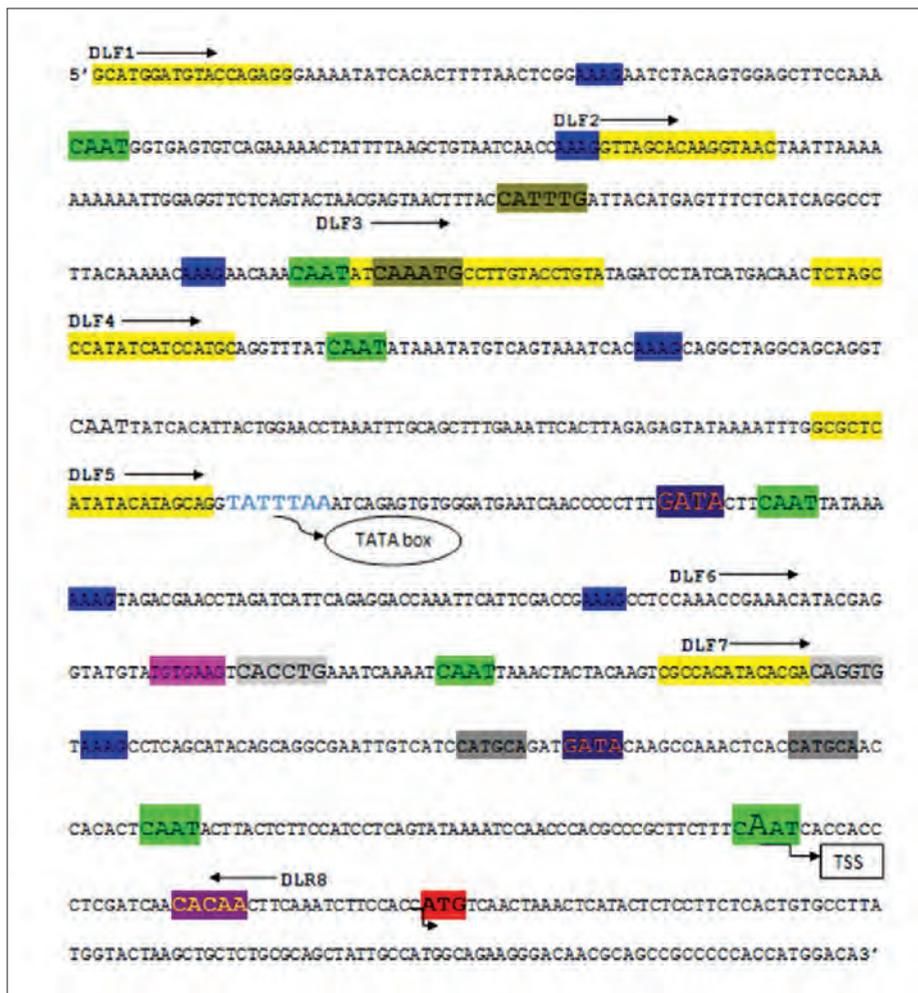 DLF1
5' GCATGGATGTACCAGAGGGAAAATATCACACTTTTAACTCGGAAAGAATCTACAGTGGAGCTTCCAAA
DLF2
CAATGGTGAGTGTCAGAAAAACTATTTTAAGCTGTAATCAACCAAAGGTTAGCACAAGGTAACTAATTAAAA
AAAAAATTGGAGGTTCTCAGTACTAACGAGTAACTTTACCATTTGATTACATGAGTTTCTCATCAGGCCT
DLF3
TTACAAAAACAAAGAACAAACAATATCAAATGCCTTGTACCTGTATAGATCCTATCATGACAACTCTAGC
DLF4
CCATATCATCCATGCAGGTTTATCAATATAAATATGTCAGTAAATCACAAAGCAGGCTAGGCAGCAGGT
CAATTATCACATTACTGGAACCTAAATTTGCAGCTTTGAAATTCACTTAGAGAGTATAAAATTTGGCGCTC
DLF5
ATATACATAGCAGGTATTTAAATCAGAGTGTGGGATGAATCAACCCCCTTTGATACTTCAATTATAAA
TATA box
DLF6
AAAGTAGACGAACCTAGATCATTCAGAGGACCAAATTCATTCGACCGAAAGCCTCCAAACCGAAACATACGAG
DLF7
GTATGTATGTGAAGTCACCTGAAATCAAAATCAATTAAACTACTACAAGTCGCCACATACACGACAGGTG
TAAAGCCTCAGCATACAGCAGGCGAATTGTCATCCATGCAGATGATACAAGCCAAACTCACCATGCAAC
CACACTCAATACTTACTCTTCCATCCTCAGTATAAAATCCAACCCACGCCCGCTTCTTTCAATCACCACC
TSS
DLR8
CTCGATCAACACAACTTCAAATCTTCCACCATGTCAACTAAACTCATACTCTCCTTCTCACTGTGCCTTA
TGGTACTAAGCTGCTCTGCGCAGCTATTGCCATGGCAGAAGGGACAACGCAGCCGCCCCCACCATGGACA3'